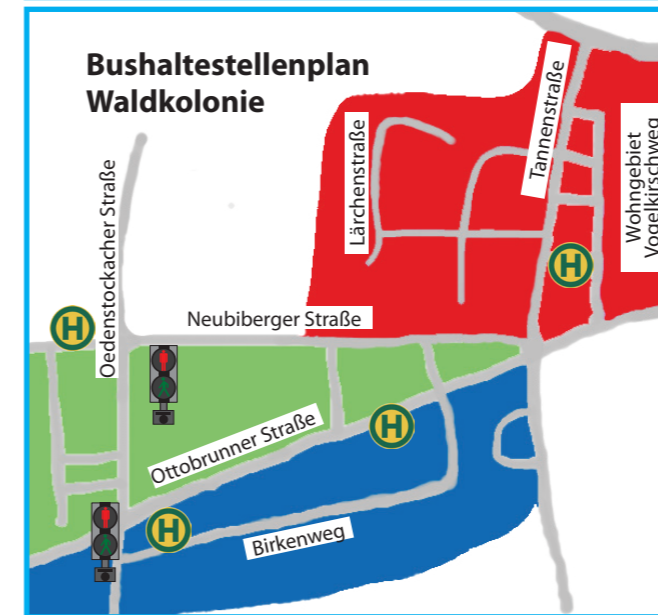 Bushaltestellenplan
Waldkolonie
Tannenstraße
Lärchenstraße
Wohngebiet
Vogelkirschweg
Oedenstockacher Straße
H
Neubiberger Straße
H
Ottobrunner Straße
H
H
Birkenweg